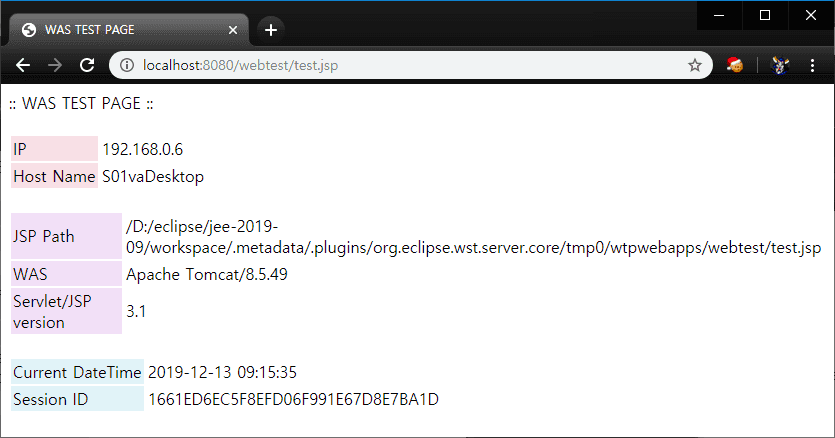 WAS TEST PAGE
localhost:8080/webtest/test.jsp
:: WAS TEST PAGE ::
IP 192.168.0.6
Host Name S01vaDesktop
JSP Path /D:/eclipse/jee-2019-
09/workspace/.metadata/.plugins/org.eclipse.wst.server.core/tmp0/wtpwebapps/webtest/test.jsp
WAS Apache Tomcat/8.5.49
Servlet/JSP
version 3.1
Current DateTime 2019-12-13 09:15:35
Session ID 1661ED6EC5F8EFD06F991E67D8E7BA1D